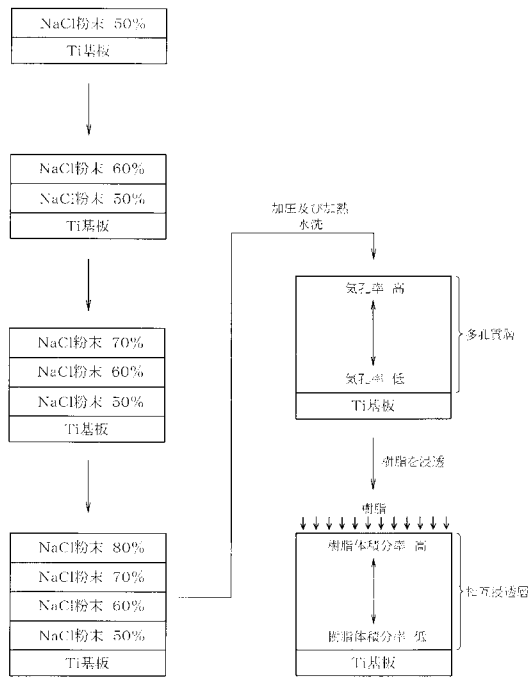 NaCl粉末 50%
Ti基板
NaCl粉末 60%
NaCl粉末 50%
Ti基板
NaCl粉末 70%
NaCl粉末 60%
NaCl粉末 50%
Ti基板
NaCl粉末 80%
NaCl粉末 70%
NaCl粉末 60%
NaCl粉末 50%
Ti基板
加圧及び加熱
水洗
気孔率 高
気孔率 低
多孔質層
Ti基板
樹脂を浸透
樹脂
樹脂体積分率 高
樹脂体積分率 低
相互浸透層
Ti基板